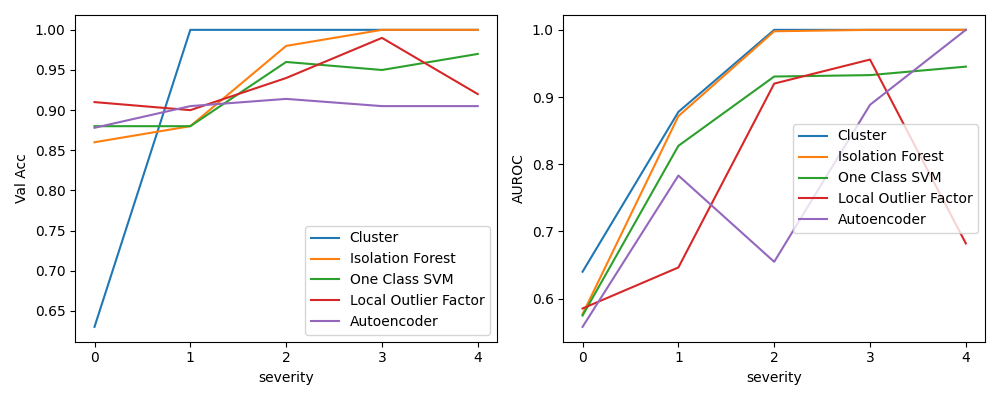 Val Acc
1.00
0.95
0.90
0.85
0.80
0.75
0.70
0.65
0
1
2
3
4
severity
Cluster
Isolation Forest
One Class SVM
Local Outlier Factor
Autoencoder
AUROC
1.0
0.9
0.8
0.7
0.6
0
1
2
3
4
severity
Cluster
Isolation Forest
One Class SVM
Local Outlier Factor
Autoencoder